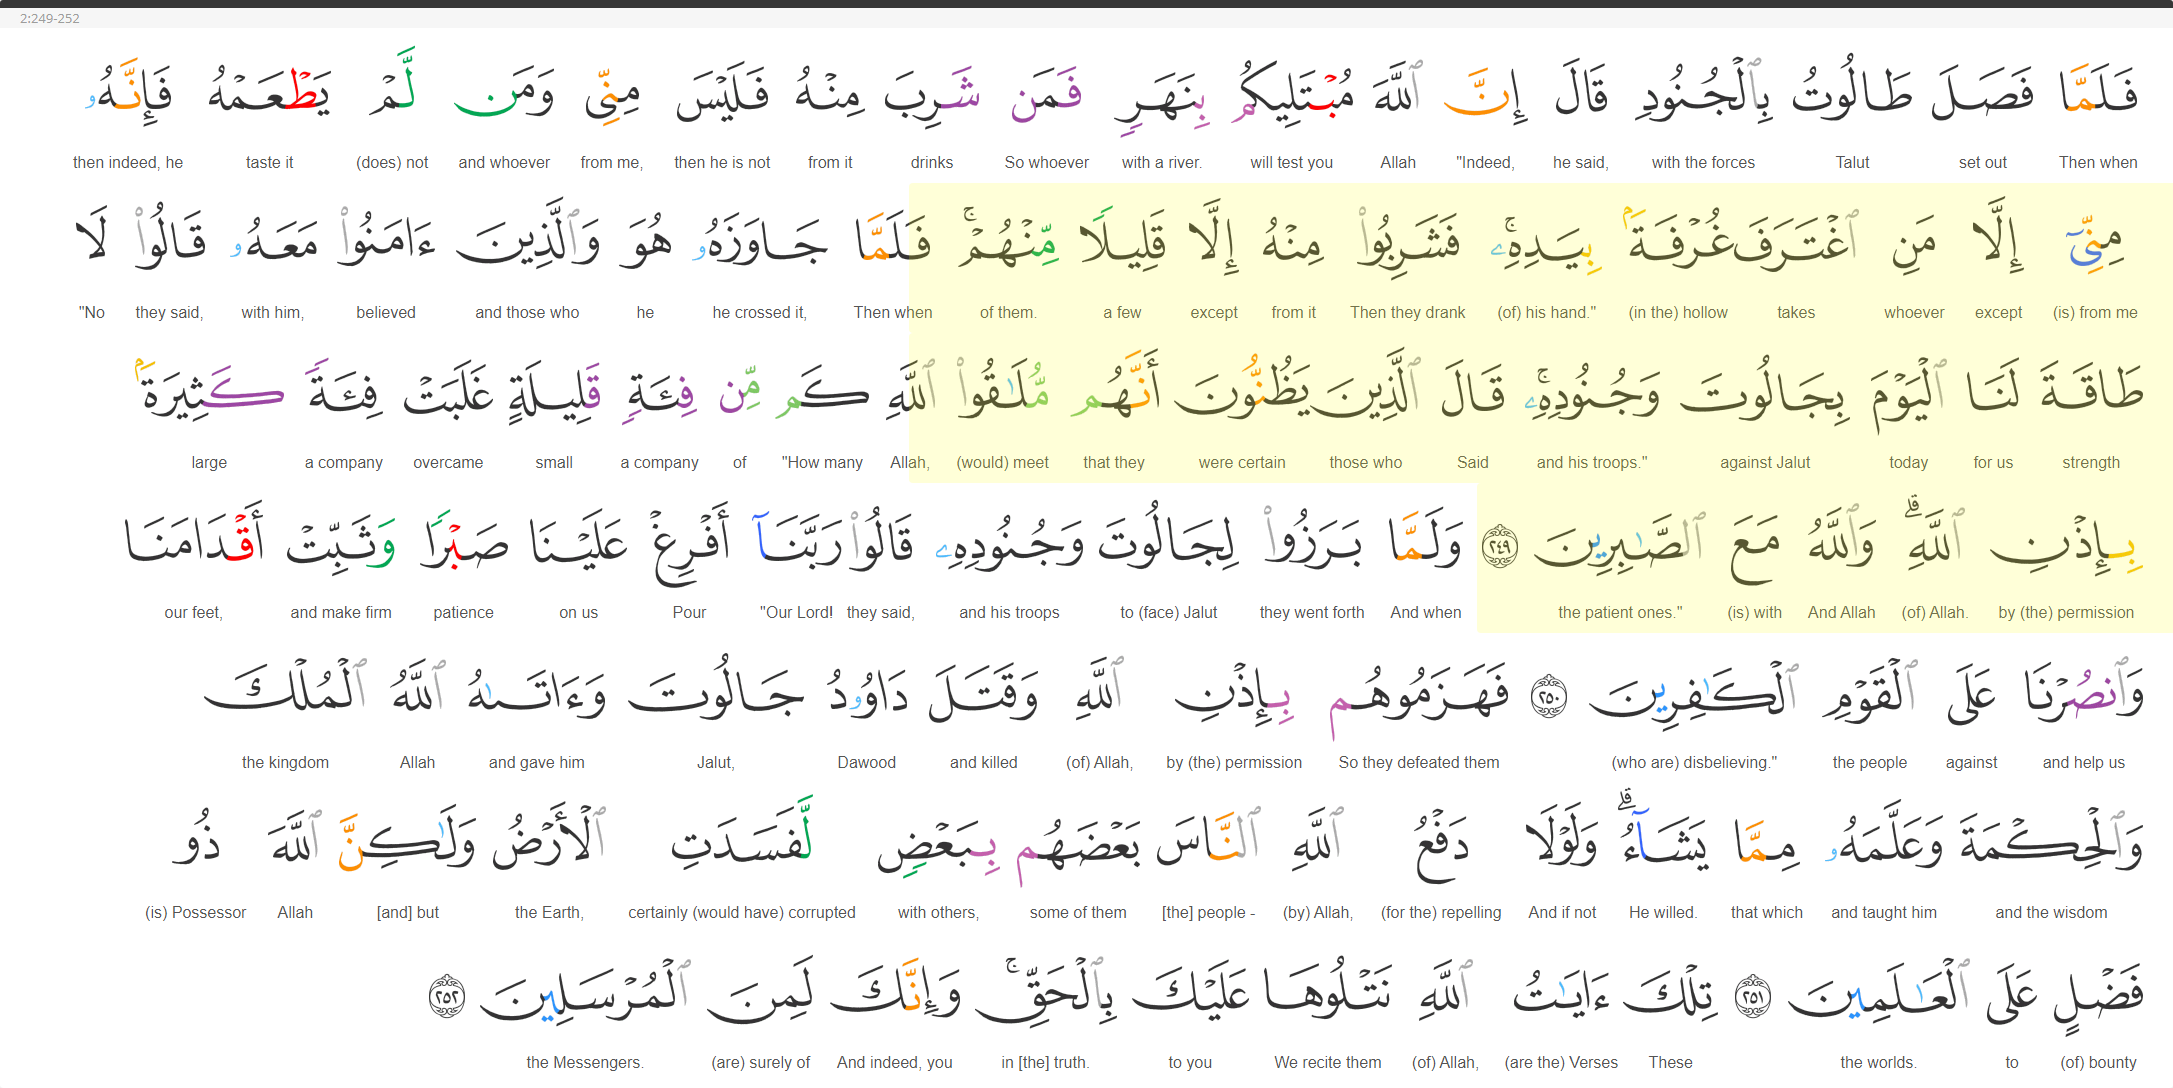 2:249-252
فَلَمَّا فَصَلَ طَالُوتُ بِٱلْجُنُودِ قَالَ إِنَّ ٱللَّهَ مُبْتَلِيكُم بِنَهَرٍ فَمَن شَرِبَ مِنْهُ فَلَيْسَ مِنِّى وَمَن لَّمْ يَطْعَمْهُ فَإِنَّهُۥ
Then when set out Talut with the forces he said, "Indeed, Allah will test you with a river. So whoever drinks from it then he is not from me, and whoever (does) not taste it then indeed, he
مِنِّىٓ إِلَّا مَنِ ٱغْتَرَفَ غُرْفَةًۢ بِيَدِهِۦۚ فَشَرِبُوا۟ مِنْهُ إِلَّا قَلِيلًا مِّنْهُمْۚ فَلَمَّا جَاوَزَهُۥ هُوَ وَٱلَّذِينَ ءَامَنُوا۟ مَعَهُۥ قَالُوا۟ لَا
(is) from me except whoever takes (in the) hollow (of) his hand." Then they drank from it except a few of them. Then when he crossed it, he and those who believed with him, they said, "No
طَاقَةَ لَنَا ٱلْيَوْمَ بِجَالُوتَ وَجُنُودِهِۦۚ قَالَ ٱلَّذِينَ يَظُنُّونَ أَنَّهُم مُّلَـٰقُوا۟ ٱللَّهِ كَم مِّن فِئَةٍ قَلِيلَةٍ غَلَبَتْ فِئَةً كَثِيرَةًۢ
strength for us today against Jalut and his troops." Said those who were certain that they (would) meet Allah, "How many of a company small overcame a company large
بِإِذْنِ ٱللَّهِۗ وَٱللَّهُ مَعَ ٱلصَّـٰبِرِينَ ٢٤٩ وَلَمَّا بَرَزُوا۟ لِجَالُوتَ وَجُنُودِهِۦ قَالُوا۟ رَبَّنَآ أَفْرِغْ عَلَيْنَا صَبْرًا وَثَبِّتْ أَقْدَامَنَا
by (the) permission (of) Allah. And Allah (is) with the patient ones." And when they went forth to (face) Jalut and his troops they said, "Our Lord! Pour on us patience and make firm our feet,
وَٱنصُرْنَا عَلَى ٱلْقَوْمِ ٱلْكَـٰفِرِينَ ٢٥٠ فَهَزَمُوهُم بِإِذْنِ ٱللَّهِ وَقَتَلَ دَاوُۥدُ جَالُوتَ وَءَاتَىٰهُ ٱللَّهُ ٱلْمُلْكَ
and help us against the people (who are) disbelieving." So they defeated them by (the) permission (of) Allah, and killed Dawood Jalut, and gave him Allah the kingdom
وَٱلْحِكْمَةَ وَعَلَّمَهُۥ مِمَّا يَشَآءُۗ وَلَوْلَا دَفْعُ ٱللَّهِ ٱلنَّاسَ بَعْضَهُم بِبَعْضٍ لَّفَسَدَتِ ٱلْأَرْضُ وَلَـٰكِنَّ ٱللَّهَ ذُو
and the wisdom and taught him that which He willed. And if not (for the) repelling (by) Allah, [the] people - some of them with others, certainly (would have) corrupted the Earth, [and] but Allah (is) Possessor
فَضْلٍ عَلَى ٱلْعَـٰلَمِينَ ٢٥١ تِلْكَ ءَايَـٰتُ ٱللَّهِ نَتْلُوهَا عَلَيْكَ بِٱلْحَقِّۚ وَإِنَّكَ لَمِنَ ٱلْمُرْسَلِينَ ٢٥٢
(of) bounty to the worlds. These (are the) Verses (of) Allah, We recite them to you in [the] truth. And indeed, you (are) surely of the Messengers.